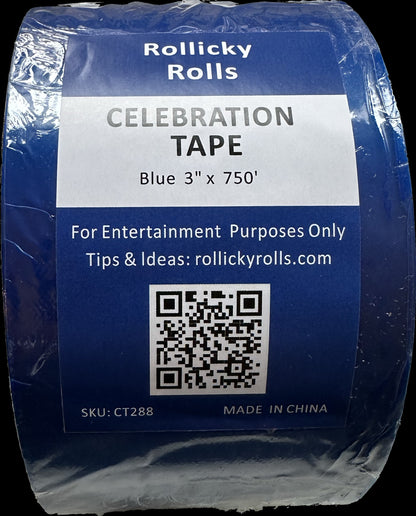 Rollicky
Rolls
CELEBRATION
TAPE
Blue 3" x 750'
For Entertainment Purposes Only
Tips & Ideas: rollickyrolls.com
SKU: CT288
MADE IN CHINA